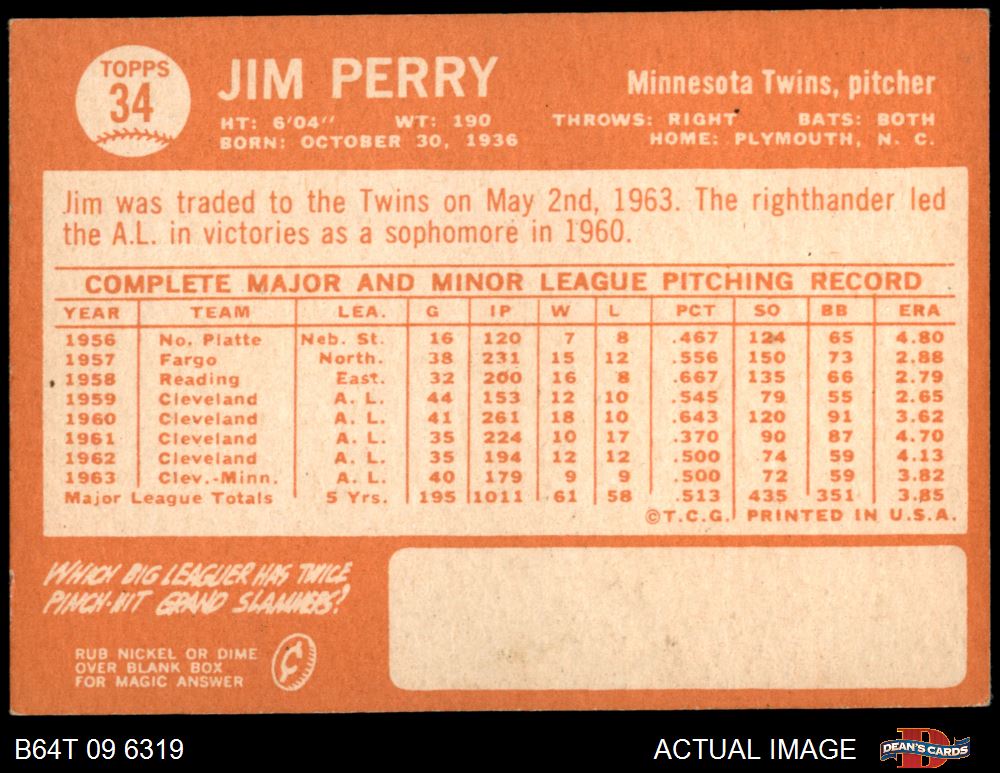 TOPPS
34
JIM PERRY
Minnesota Twins, pitcher
HT: 6'04" WT: 190 THROWS: RIGHT BATS: BOTH
BORN: OCTOBER 30, 1936 HOME: PLYMOUTH, N. C.
Jim was traded to the Twins on May 2nd, 1963. The righthander led
the A.L. in victories as a sophomore in 1960.
COMPLETE MAJOR AND MINOR LEAGUE PITCHING RECORD
YEAR TEAM LEA. G IP W L PCT SO BB ERA
1956 No. Platte Neb. St. 16 120 7 8 .467 124 65 4.80
1957 Fargo North. 38 231 15 12 .556 150 73 2.88
1958 Reading East. 32 200 16 8 .667 135 66 2.79
1959 Cleveland A. L. 44 153 12 10 .545 79 55 2.65
1960 Cleveland A. L. 41 261 18 10 .643 120 91 3.62
1961 Cleveland A. L. 35 224 10 17 .370 90 87 4.70
1962 Cleveland A. L. 35 194 12 12 .500 74 59 4.13
1963 Clev.-Minn. A. L. 40 179 9 9 .500 72 59 3.82
Major League Totals 5 Yrs. 195 1011 61 58 .513 435 351 3.85
©T.C.G. PRINTED IN U.S.A.
WHICH BIG LEAGUER HAS TWICE
PINCH-HIT GRAND SLAMMERS?
RUB NICKEL OR DIME
OVER BLANK BOX
FOR MAGIC ANSWER
¢
B64T 09 6319 ACTUAL IMAGE DEAN'S CARDS